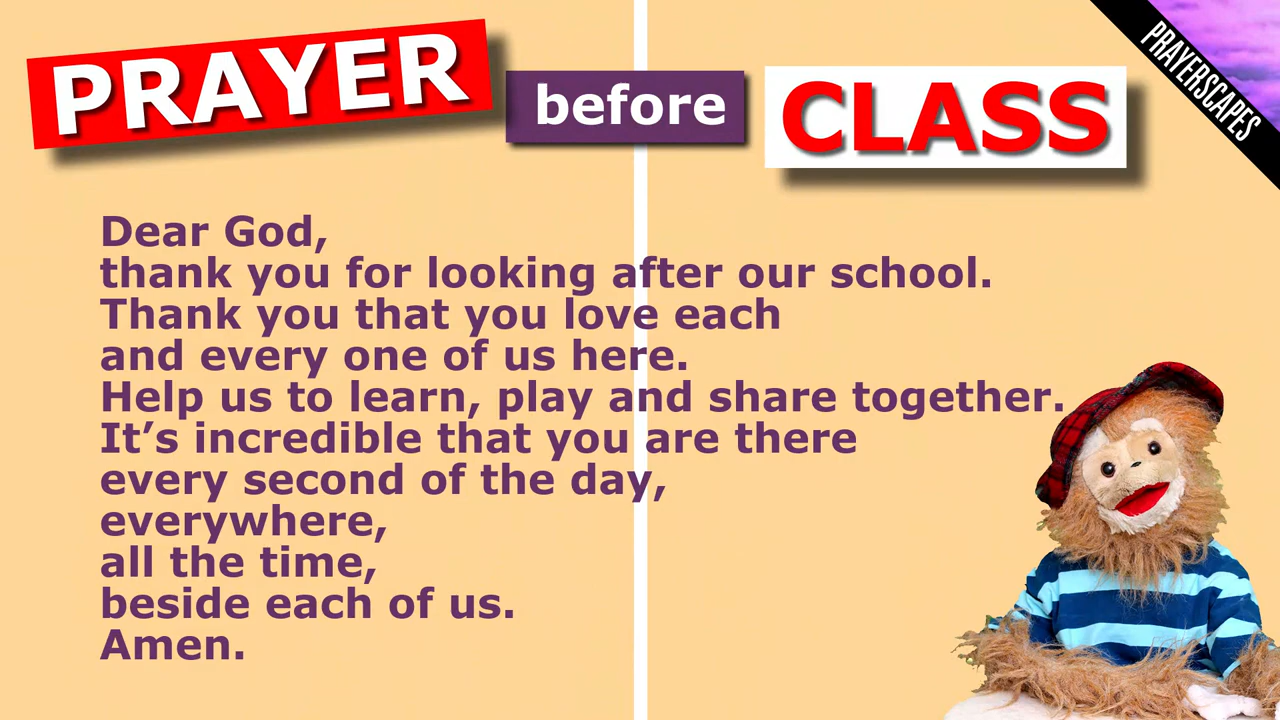 PRAYER before CLASS
PRAYERSCAPES
Dear God,
thank you for looking after our school.
Thank you that you love each
and every one of us here.
Help us to learn, play and share together.
It’s incredible that you are there
every second of the day,
everywhere,
all the time,
beside each of us.
Amen.